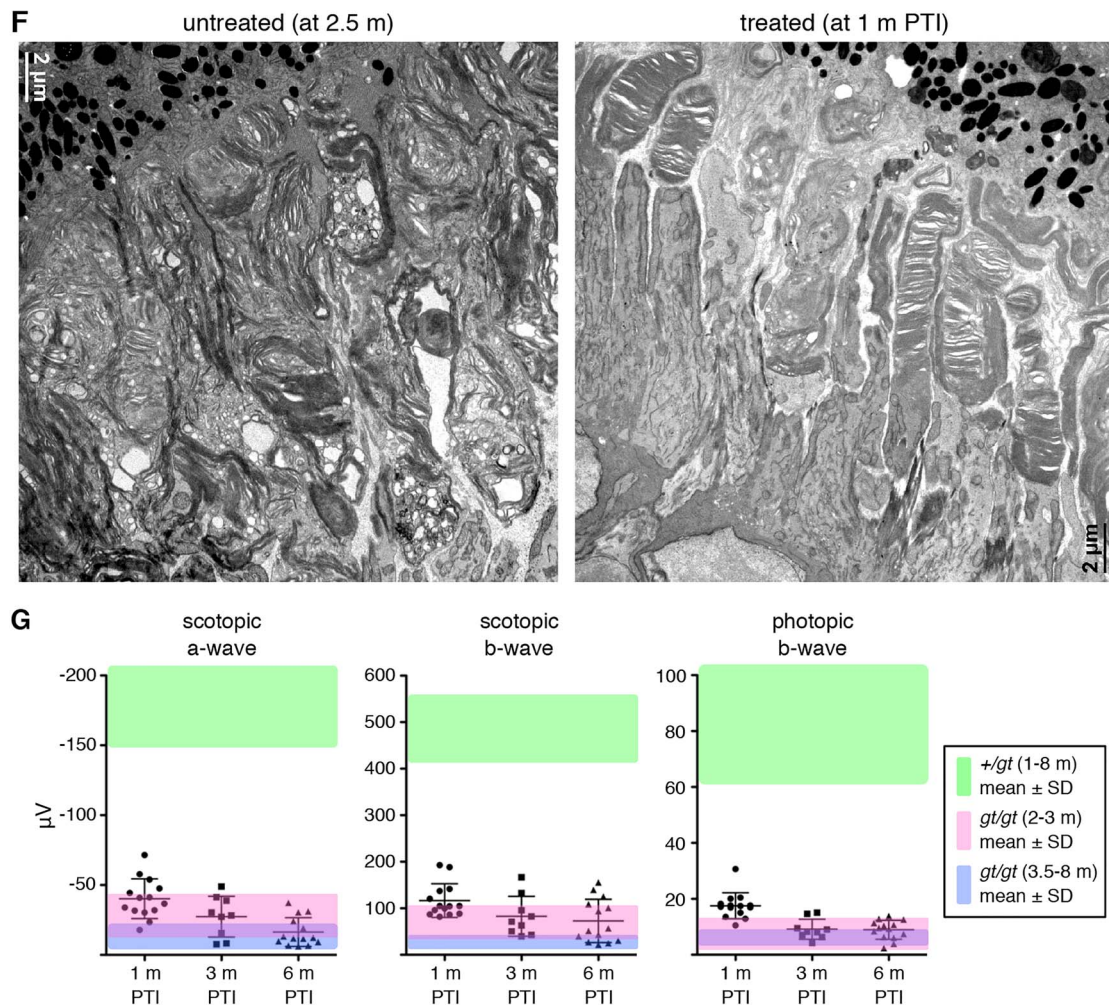 F
untreated (at 2.5 m)
treated (at 1 m PTI)
2 µm
2 µm
G
scotopic
a-wave
scotopic
b-wave
photopic
b-wave
µV
-200
-150
-100
-50
1 m
PTI
3 m
PTI
6 m
PTI
600
500
400
300
200
100
0
1 m
PTI
3 m
PTI
6 m
PTI
100
80
60
40
20
0
1 m
PTI
3 m
PTI
6 m
PTI
+/gt (1-8 m)
mean ± SD
gt/gt (2-3 m)
mean ± SD
gt/gt (3.5-8 m)
mean ± SD